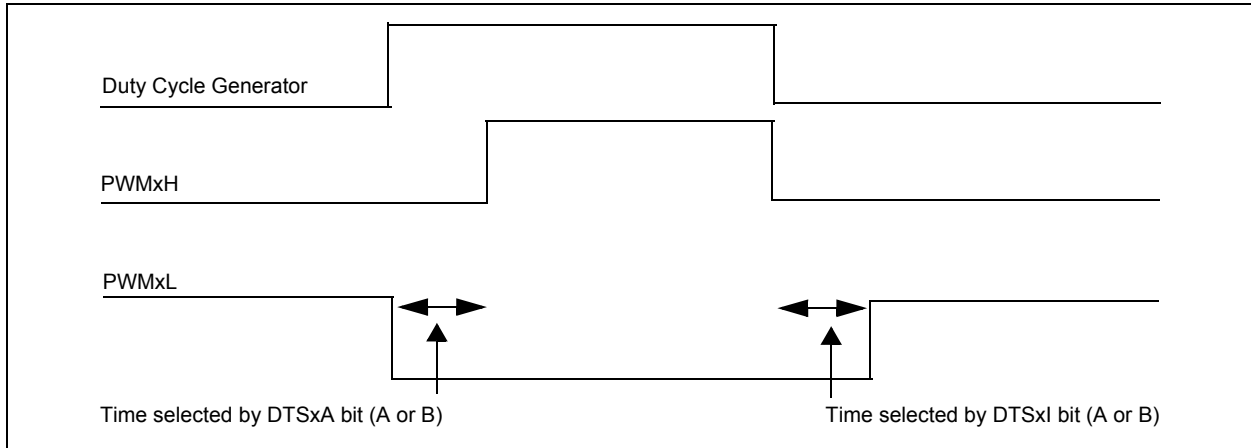 Duty Cycle Generator
PWMxH
PWMxL
Time selected by DTSxA bit (A or B)
Time selected by DTSxI bit (A or B)